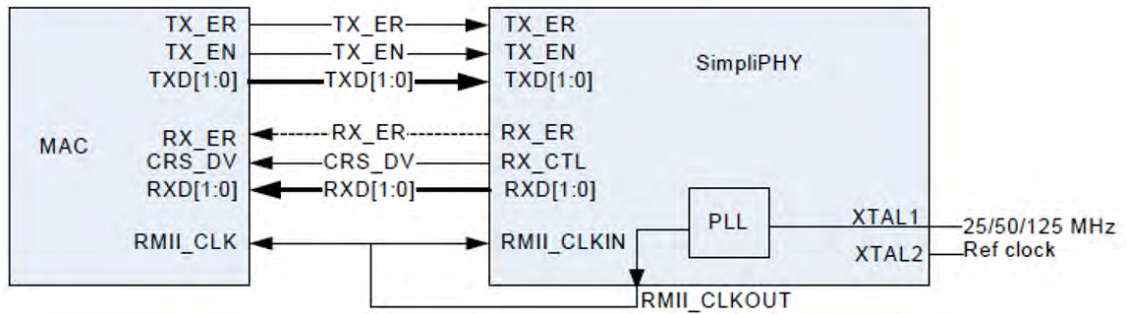 TX_ER TX_ER TX_ER
TX_EN TX_EN TX_EN
SimpliPHY
TXD[1:0] TXD[1:0] TXD[1:0]
MAC
RX_ER RX_ER RX_ER
CRS_DV CRS_DV RX_CTL
RXD[1:0] RXD[1:0] RXD[1:0]
PLL
XTAL1
25/50/125 MHz
RMII_CLK RMII_CLKIN
XTAL2
Ref clock
RMII_CLKOUT